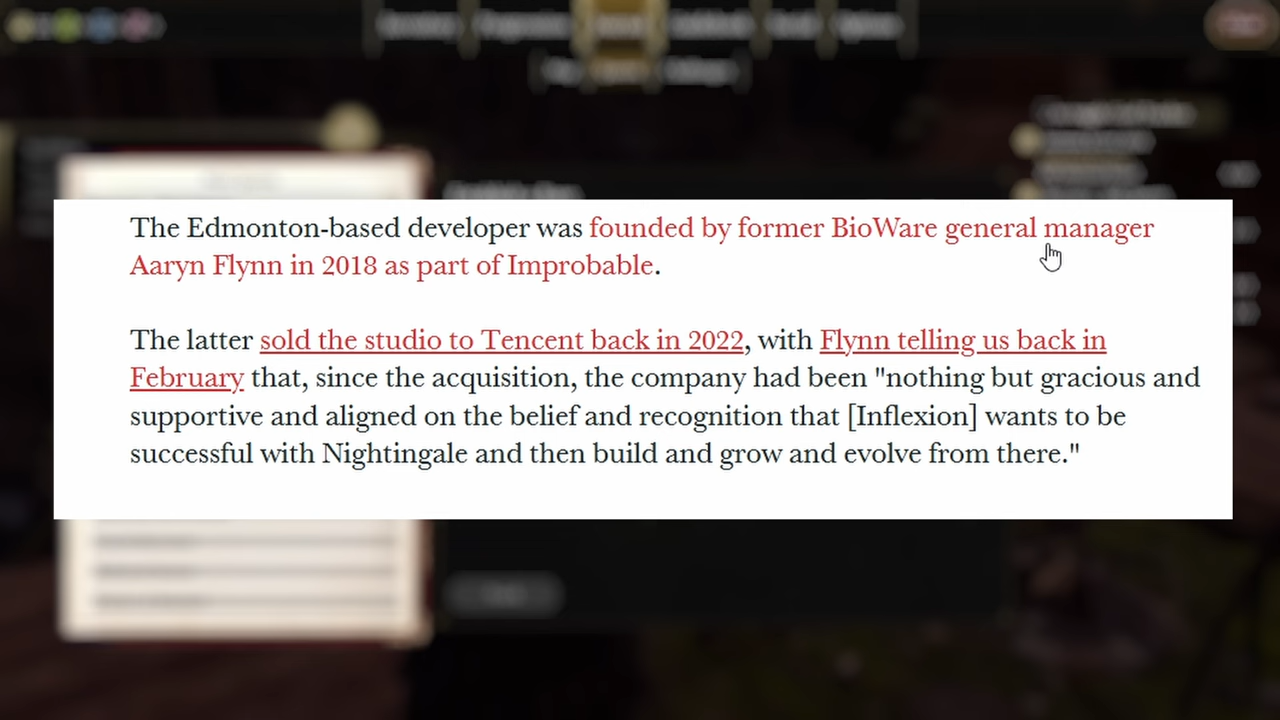 The Edmonton-based developer was founded by former BioWare general manager
Aaryn Flynn in 2018 as part of Improbable.
The latter sold the studio to Tencent back in 2022, with Flynn telling us back in
February that, since the acquisition, the company had been "nothing but gracious and
supportive and aligned on the belief and recognition that [Inflexion] wants to be
successful with Nightingale and then build and grow and evolve from there."